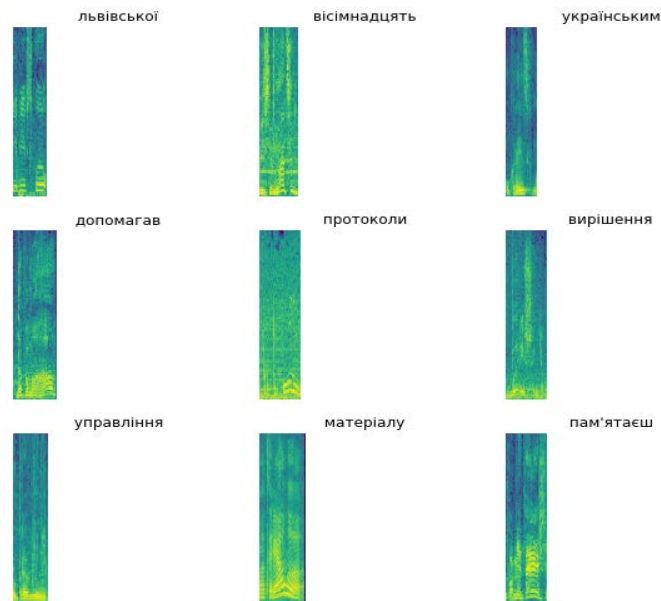 львівської вісімнадцять українським
допомагав протоколи вирішення
управління матеріалу пам'ятаєш